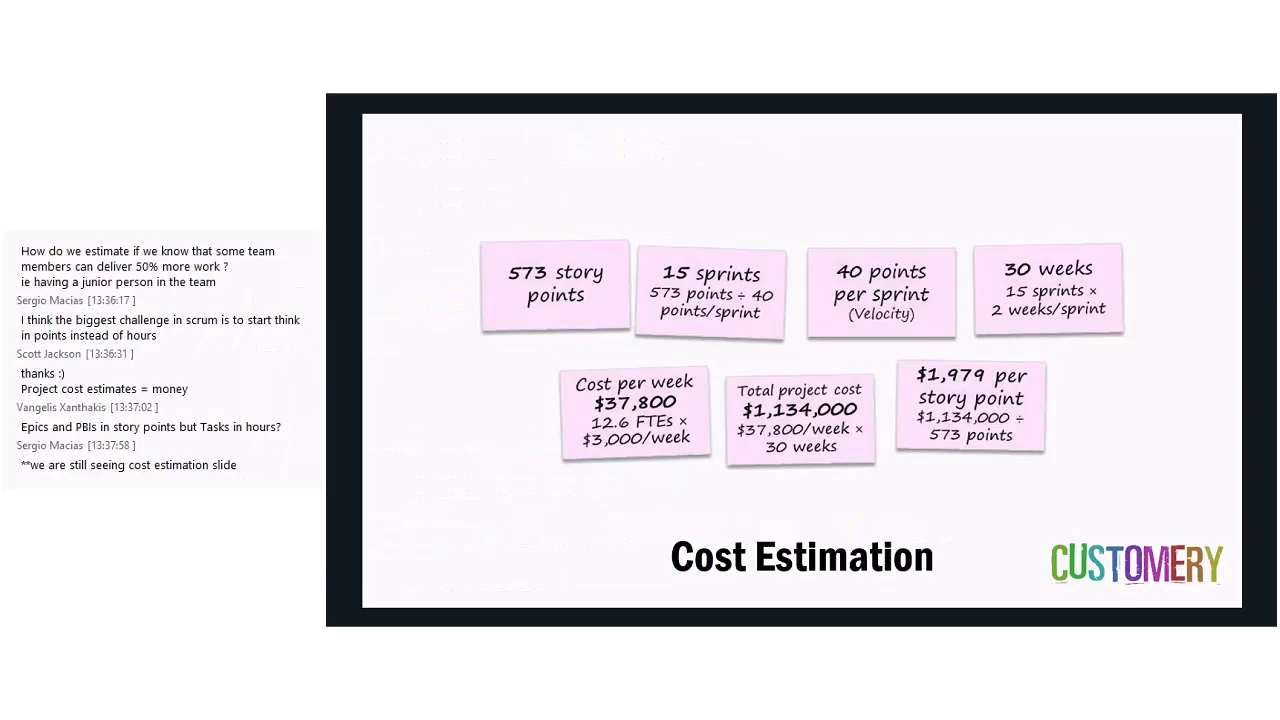 How do we estimate if we know that some team
members can deliver 50% more work ?
ie having a junior person in the team
Sergio Macias [13:36:17 ]
I think the biggest challenge in scrum is to start think
in points instead of hours
Scott Jackson [13:36:31 ]
thanks :)
Project cost estimates = money
Vangelis Xanthakis [13:37:02 ]
Epics and PBIs in story points but Tasks in hours?
Sergio Macias [13:37:58 ]
**we are still seeing cost estimation slide
573 story
points
15 sprints
573 points ÷ 40
points/sprint
40 points
per sprint
(Velocity)
30 weeks
15 sprints ×
2 weeks/sprint
Cost per week
$37,800
12.6 FTEs ×
$3,000/week
Total project cost
$1,134,000
$37,800/week ×
30 weeks
$1,979 per
story point
$1,134,000 ÷
573 points
Cost Estimation
CUSTOMERY